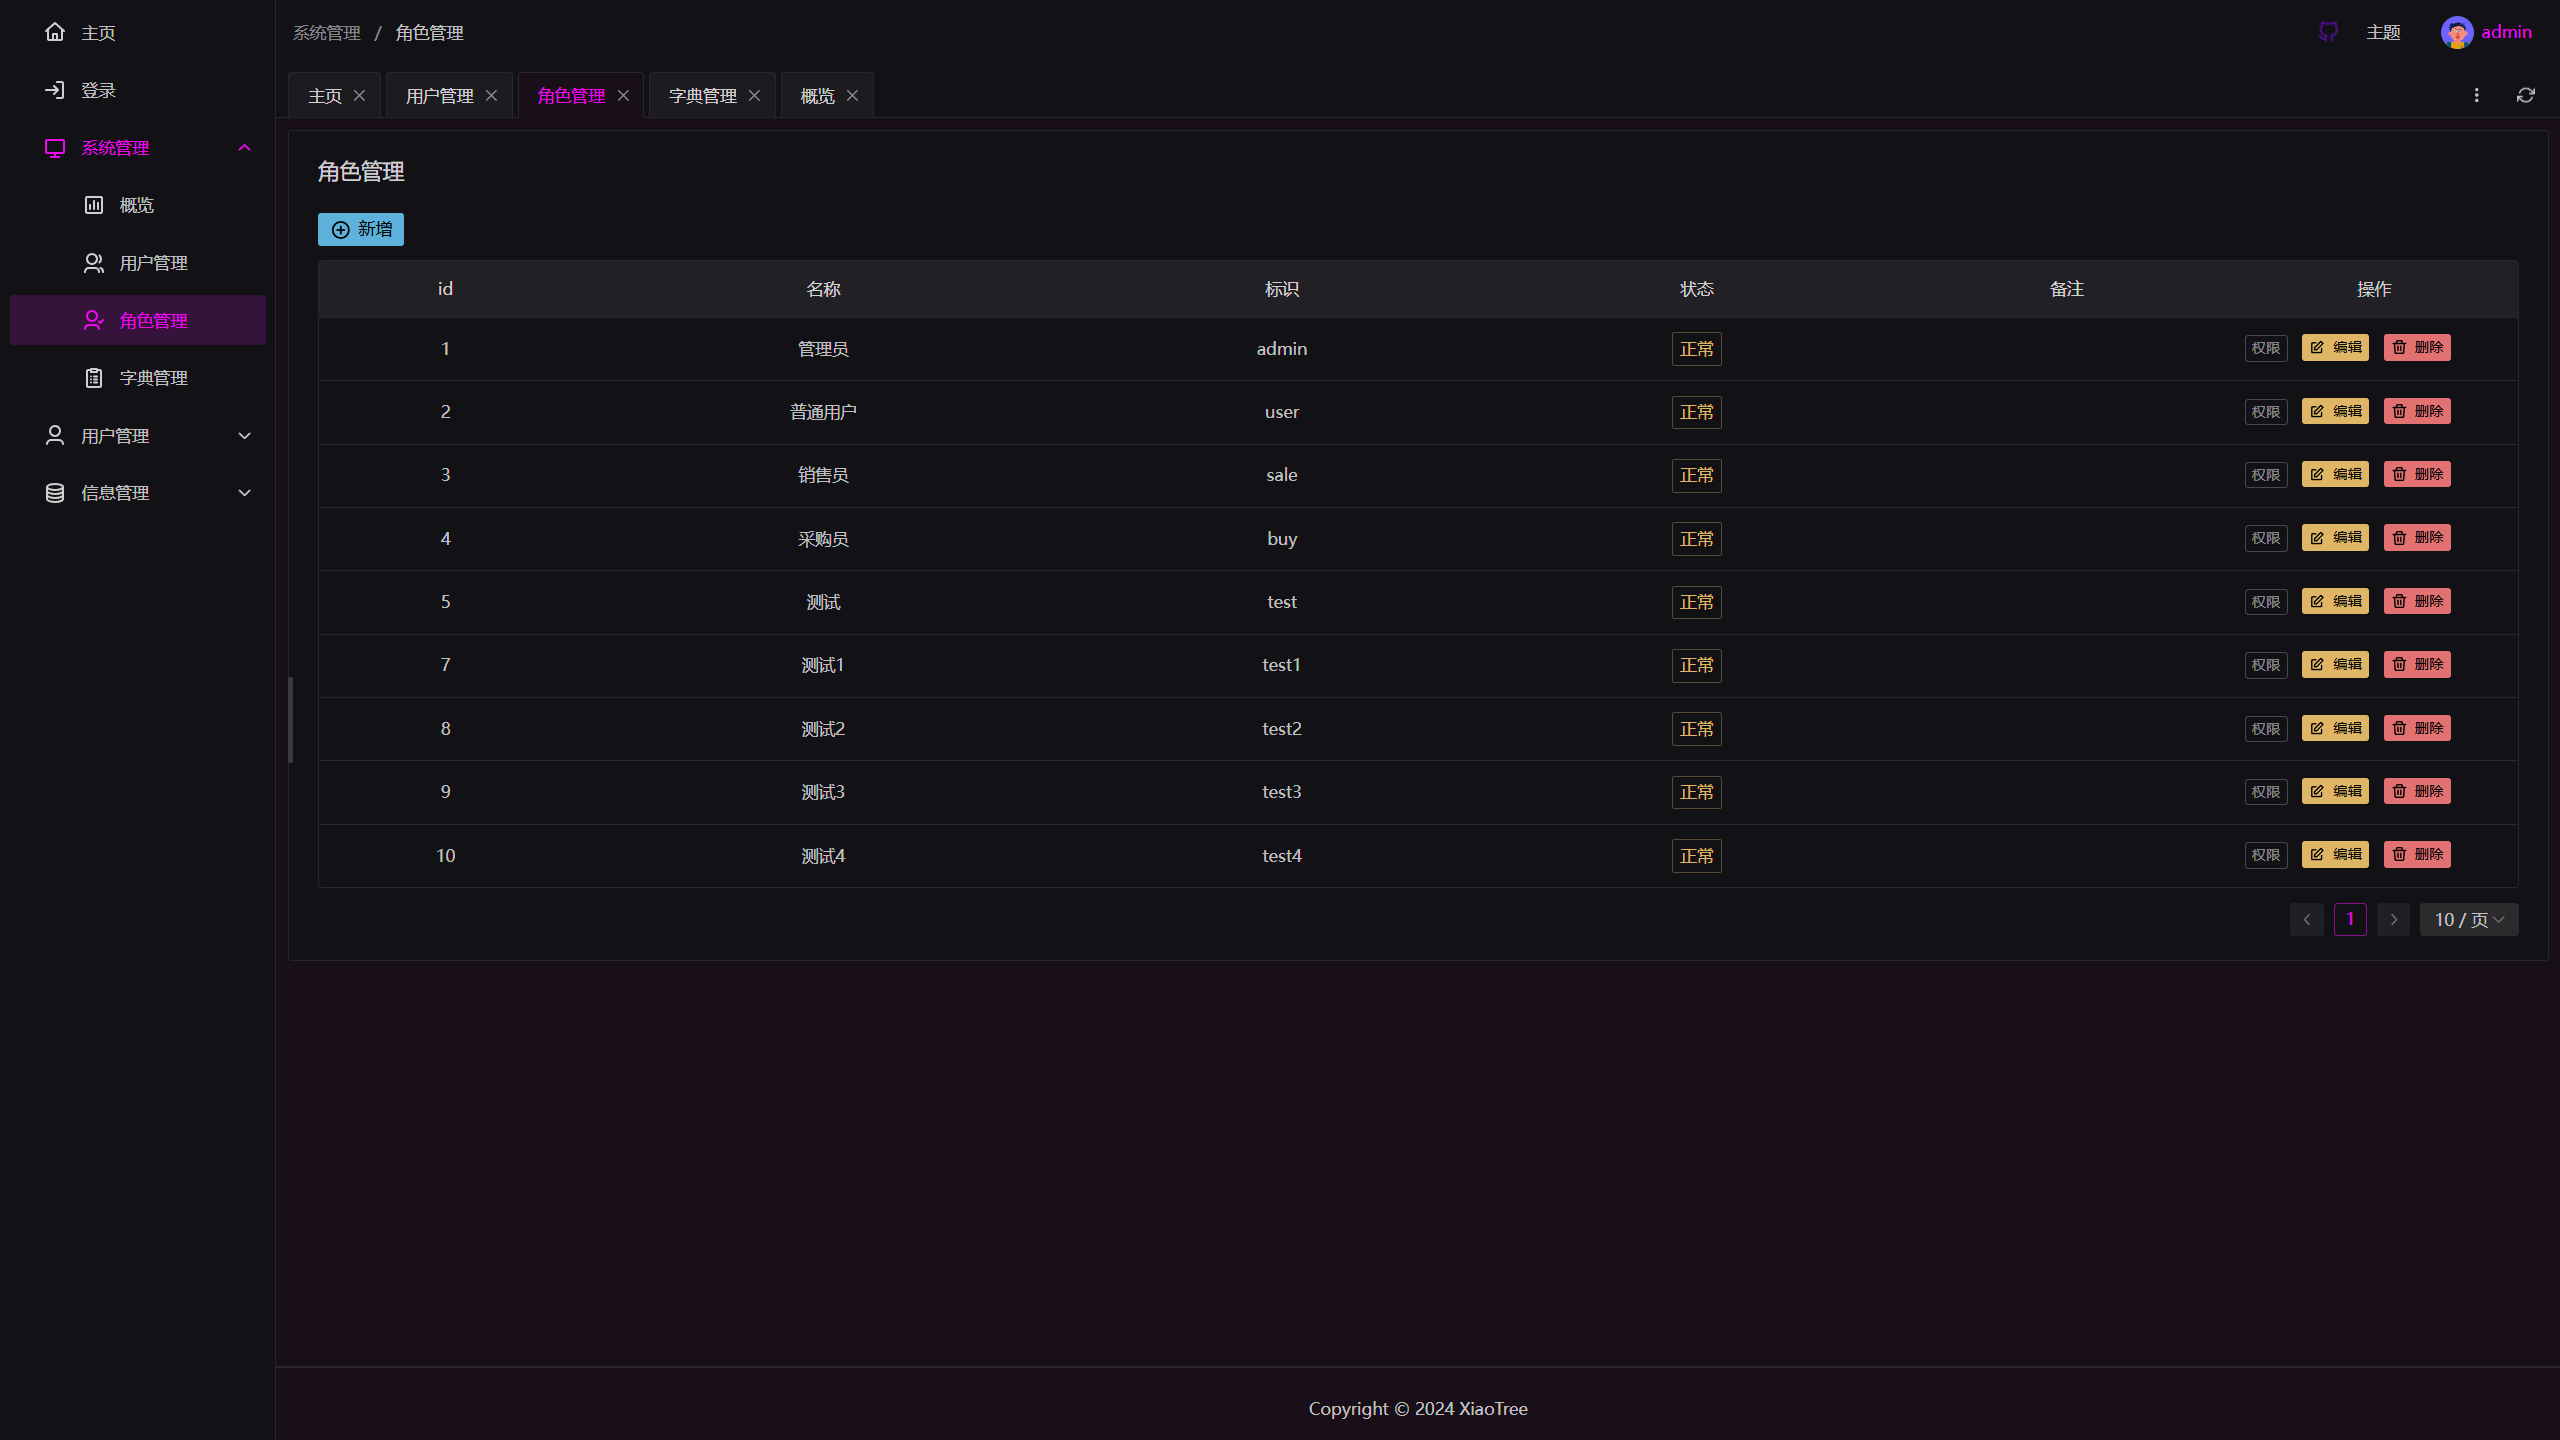 主页
登录
系统管理
概览
用户管理
角色管理
字典管理
用户管理
信息管理
系统管理 / 角色管理
主题 admin
主页 用户管理 角色管理 字典管理 概览
角色管理
新增
id 名称 标识 状态 备注 操作
1 管理员 admin 正常 权限 编辑 删除
2 普通用户 user 正常 权限 编辑 删除
3 销售员 sale 正常 权限 编辑 删除
4 采购员 buy 正常 权限 编辑 删除
5 测试 test 正常 权限 编辑 删除
7 测试1 test1 正常 权限 编辑 删除
8 测试2 test2 正常 权限 编辑 删除
9 测试3 test3 正常 权限 编辑 删除
10 测试4 test4 正常 权限 编辑 删除
1 10 / 页
Copyright © 2024 XiaoTree